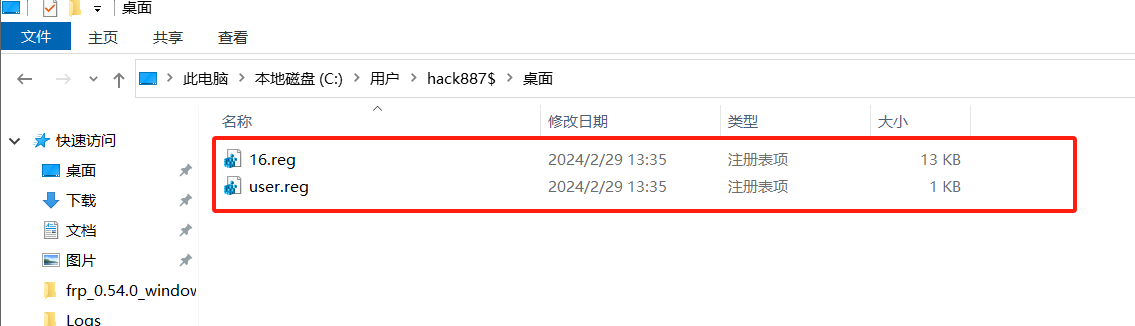 桌面
文件 主页 共享 查看
此电脑 本地磁盘 (C:) 用户 hack887$ 桌面
名称 修改日期 类型 大小
快速访问
桌面
下载
文档
图片
frp_0.54.0_window
Logs
16.reg 2024/2/29 13:35 注册表项 13 KB
user.reg 2024/2/29 13:35 注册表项 1 KB